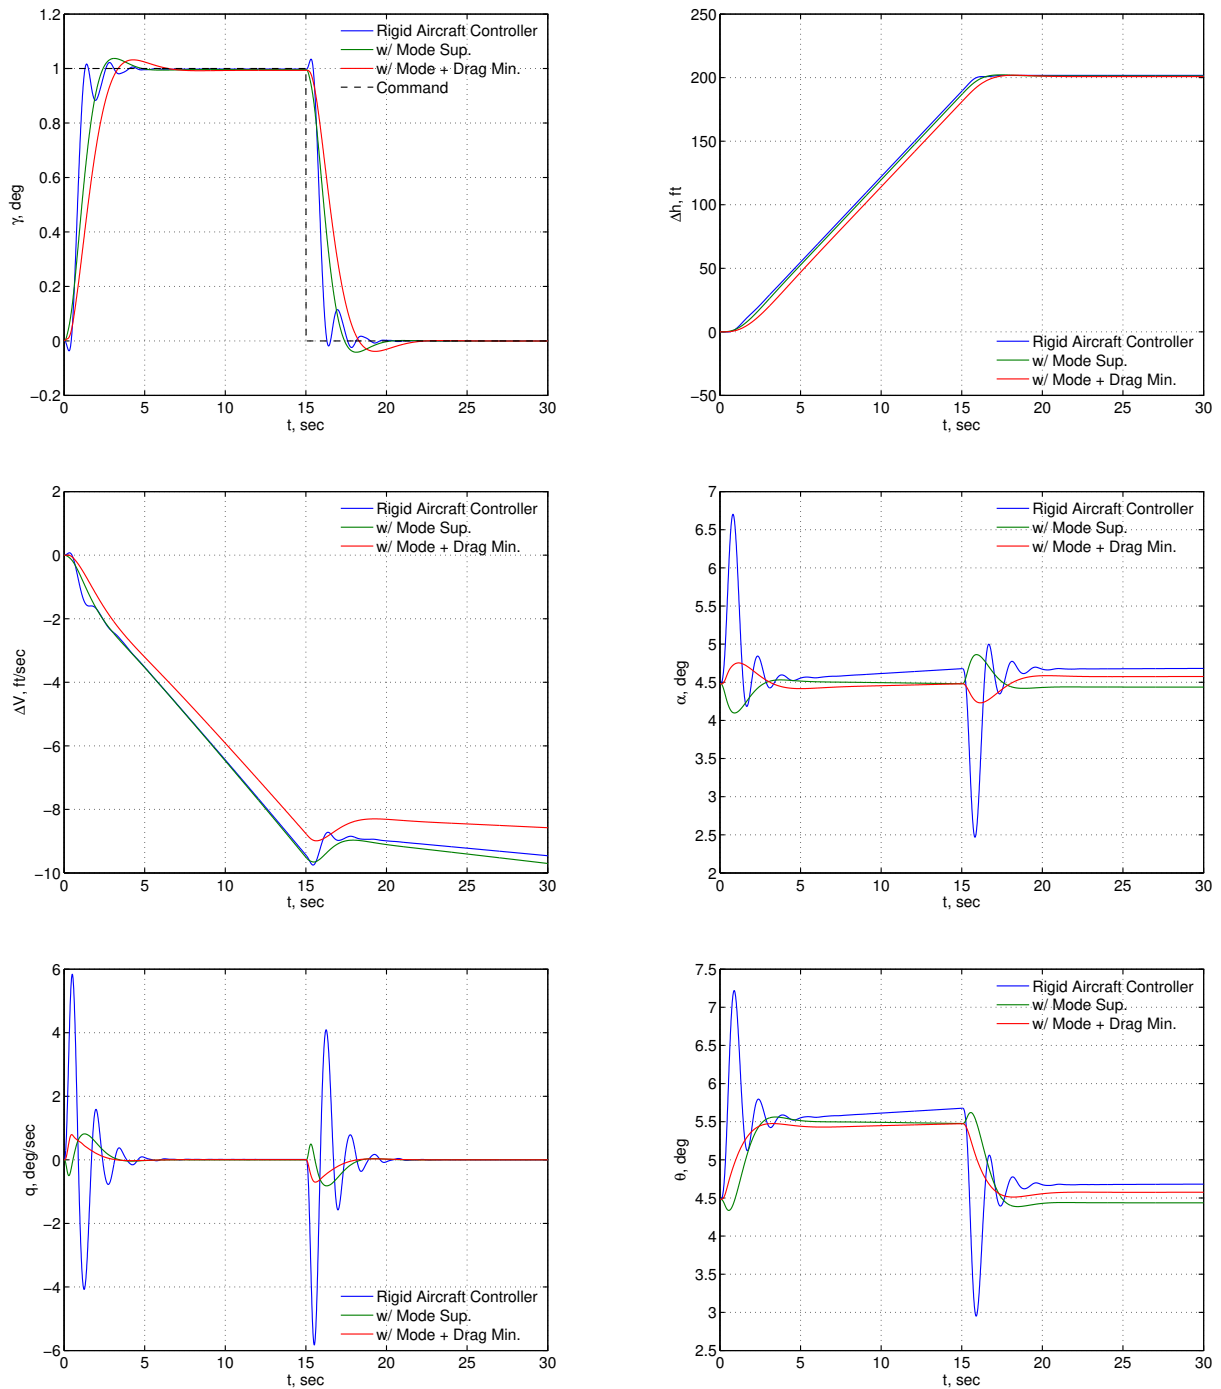 1.2
1
0.8
0.6
0.4
0.2
0
−0.2
γ, deg
0 5 10 15 20 25 30
t, sec
Rigid Aircraft Controller
w/ Mode Sup.
w/ Mode + Drag Min.
Command
250
200
150
100
50
0
−50
Δh, ft
0 5 10 15 20 25 30
t, sec
Rigid Aircraft Controller
w/ Mode Sup.
w/ Mode + Drag Min.
2
0
−2
−4
−6
−8
−10
ΔV, ft/sec
0 5 10 15 20 25 30
t, sec
Rigid Aircraft Controller
w/ Mode Sup.
w/ Mode + Drag Min.
7
6.5
6
5.5
5
4.5
4
3.5
3
2.5
2
α, deg
0 5 10 15 20 25 30
t, sec
Rigid Aircraft Controller
w/ Mode Sup.
w/ Mode + Drag Min.
6
4
2
0
−2
−4
−6
q, deg/sec
0 5 10 15 20 25 30
t, sec
Rigid Aircraft Controller
w/ Mode Sup.
w/ Mode + Drag Min.
7.5
7
6.5
6
5.5
5
4.5
4
3.5
3
2.5
θ, deg
0 5 10 15 20 25 30
t, sec
Rigid Aircraft Controller
w/ Mode Sup.
w/ Mode + Drag Min.